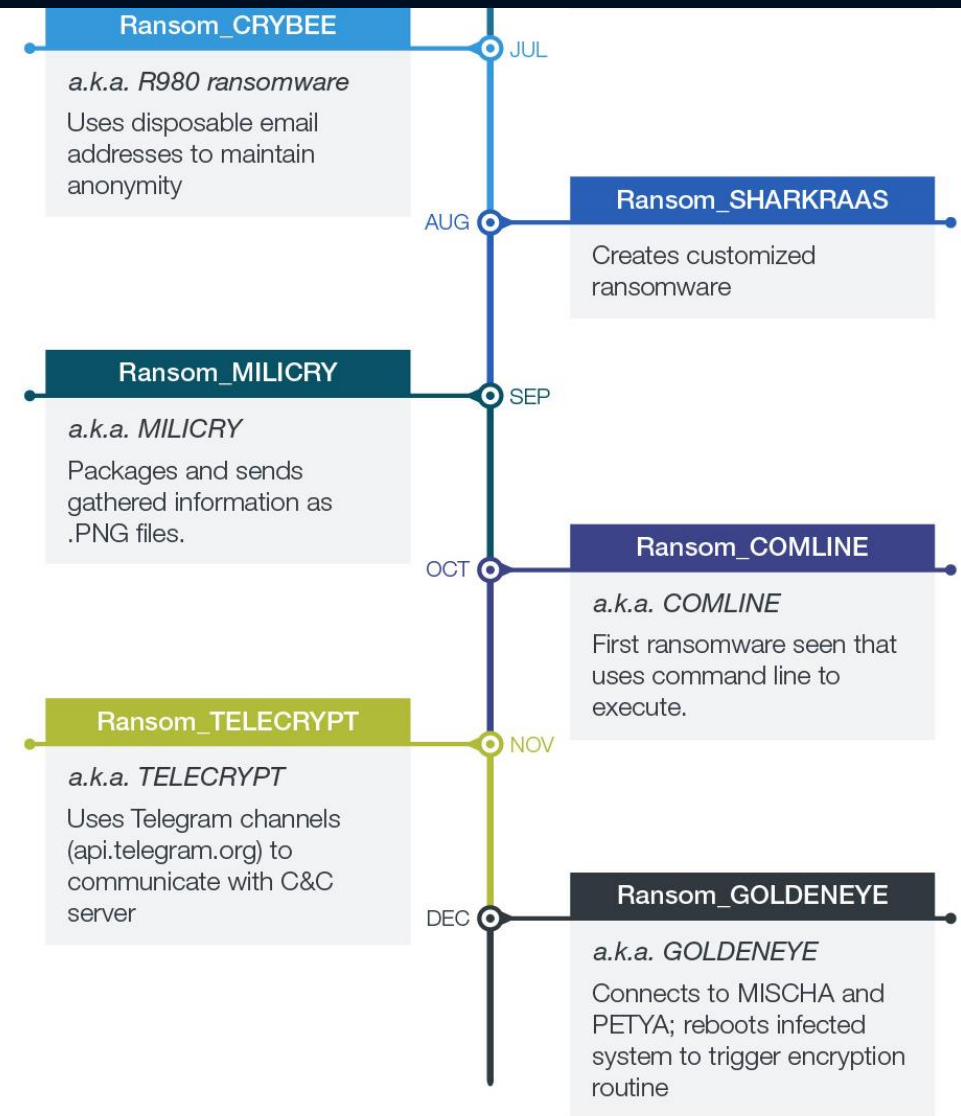 Ransom_CRYBEE
JUL
a.k.a. R980 ransomware
Uses disposable email
addresses to maintain
anonymity
Ransom_SHARKRAAS
AUG
Creates customized
ransomware
Ransom_MILICRY
SEP
a.k.a. MILICRY
Packages and sends
gathered information as
.PNG files.
Ransom_COMLINE
OCT
a.k.a. COMLINE
First ransomware seen that
uses command line to
execute.
Ransom_TELECRYPT
NOV
a.k.a. TELECRYPT
Uses Telegram channels
(api.telegram.org) to
communicate with C&C
server
Ransom_GOLDENEYE
DEC
a.k.a. GOLDENEYE
Connects to MISCHA and
PETYA; reboots infected
system to trigger encryption
routine